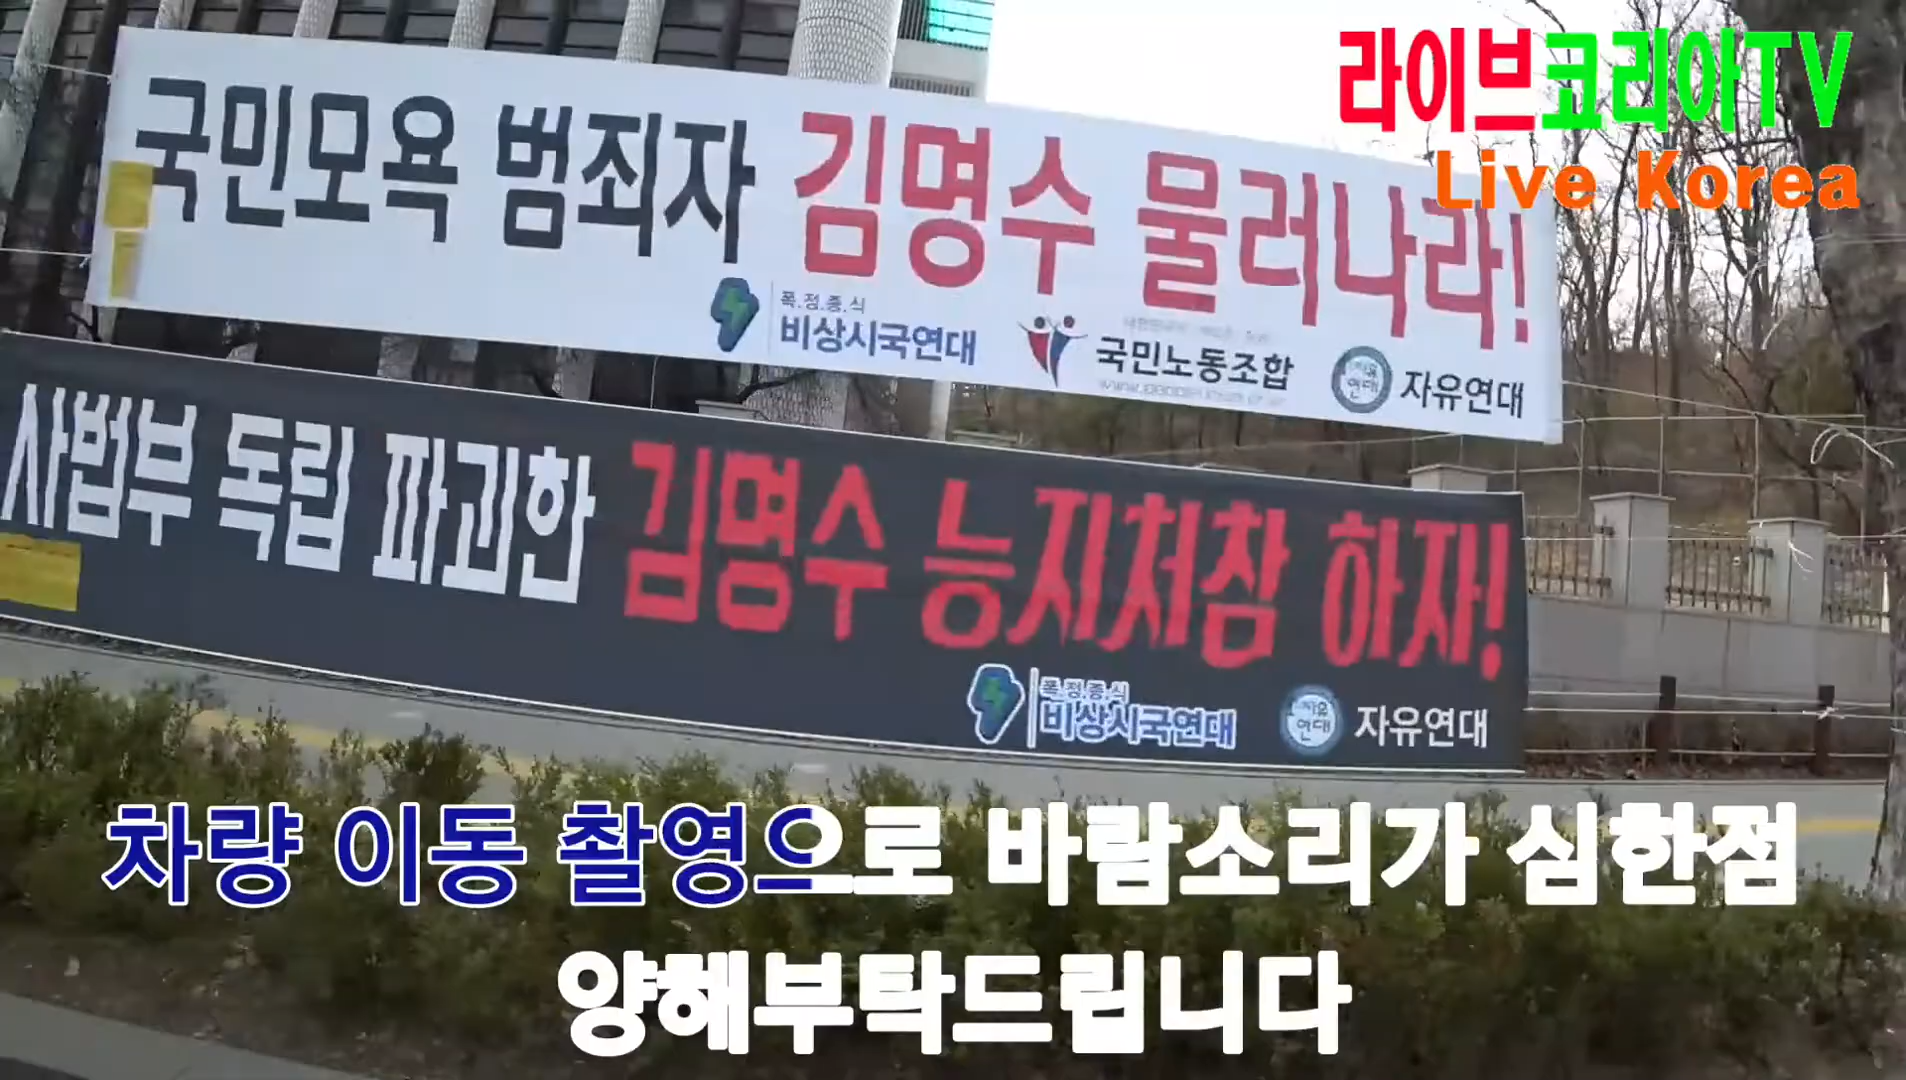 라이브코리아TV
Live Korea
국민모욕 범죄자 김명수 물러나라!
폭.정.종.식
비상시국연대
국민노동조합
자유연대
사법부 독립 파괴한 김명수 능지처참 하자!
폭.정.종.식
비상시국연대
자유연대
차량 이동 촬영으로 바람소리가 심한점
양해부탁드립니다